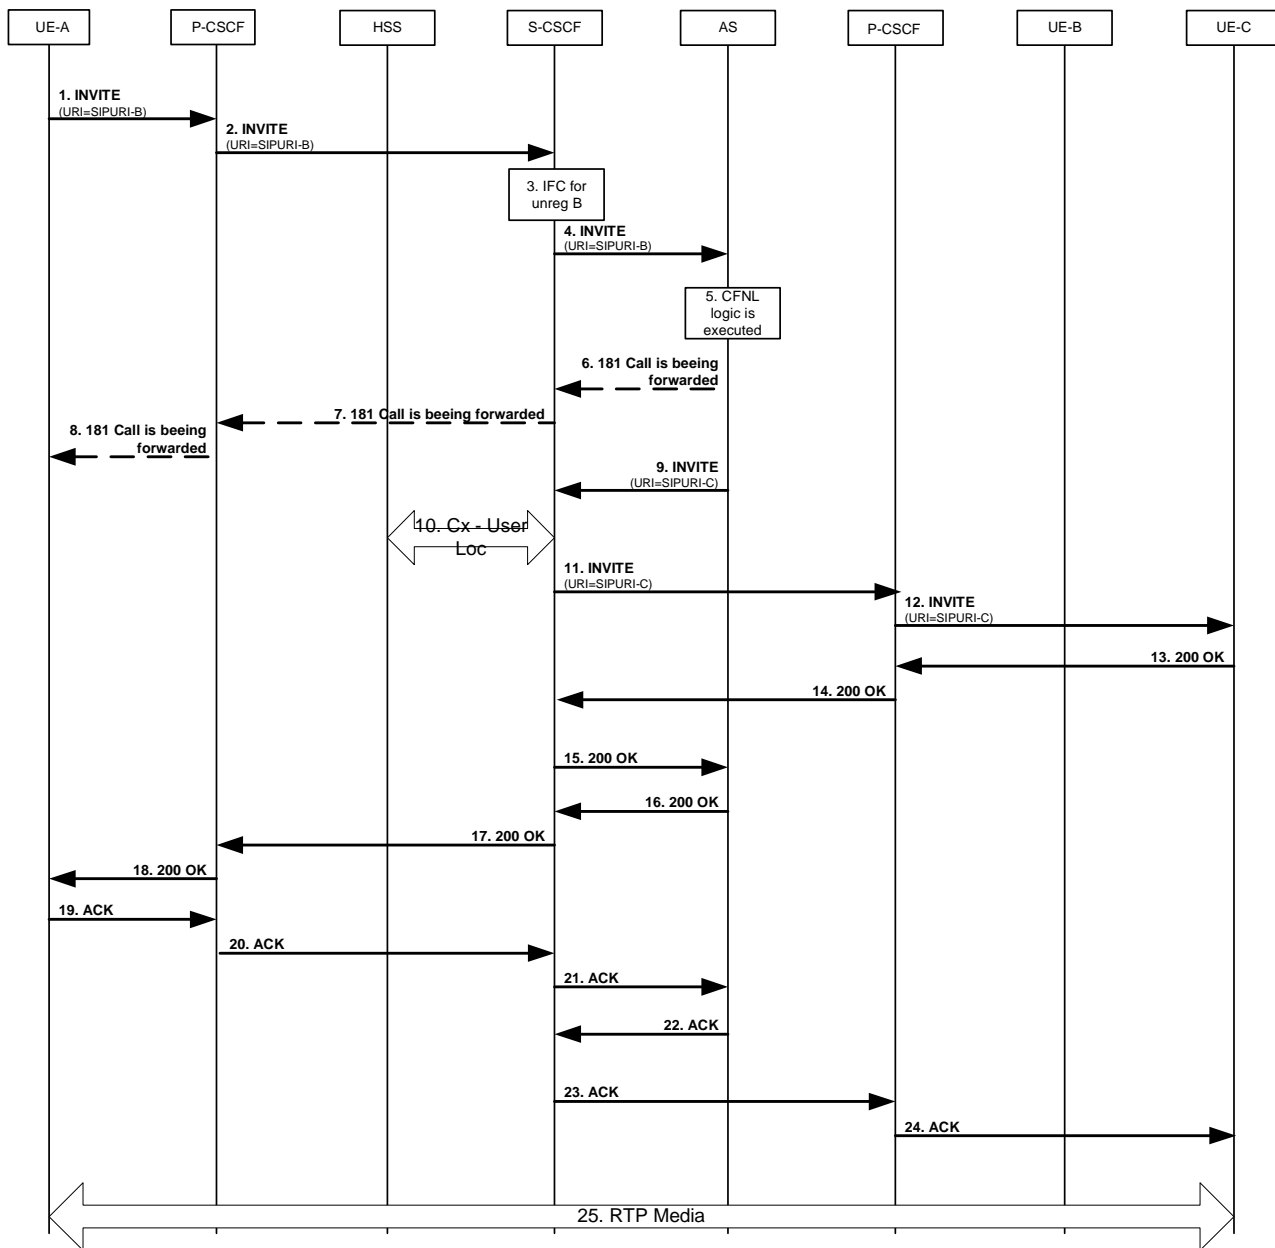 UE-A
P-CSCF
HSS
S-CSCF
AS
P-CSCF
UE-B
UE-C
1. INVITE
(URI=SIPURI-B)
2. INVITE
(URI=SIPURI-B)
3. IFC for
unreg B
4. INVITE
(URI=SIPURI-B)
5. CFNL
logic is
executed
6. 181 Call is beeing
forwarded
7. 181 Call is beeing forwarded
8. 181 Call is beeing
forwarded
9. INVITE
(URI=SIPURI-C)
10. Cx - User
Loc
11. INVITE
(URI=SIPURI-C)
12. INVITE
(URI=SIPURI-C)
13. 200 OK
14. 200 OK
15. 200 OK
16. 200 OK
17. 200 OK
18. 200 OK
19. ACK
20. ACK
21. ACK
22. ACK
23. ACK
24. ACK
25. RTP Media